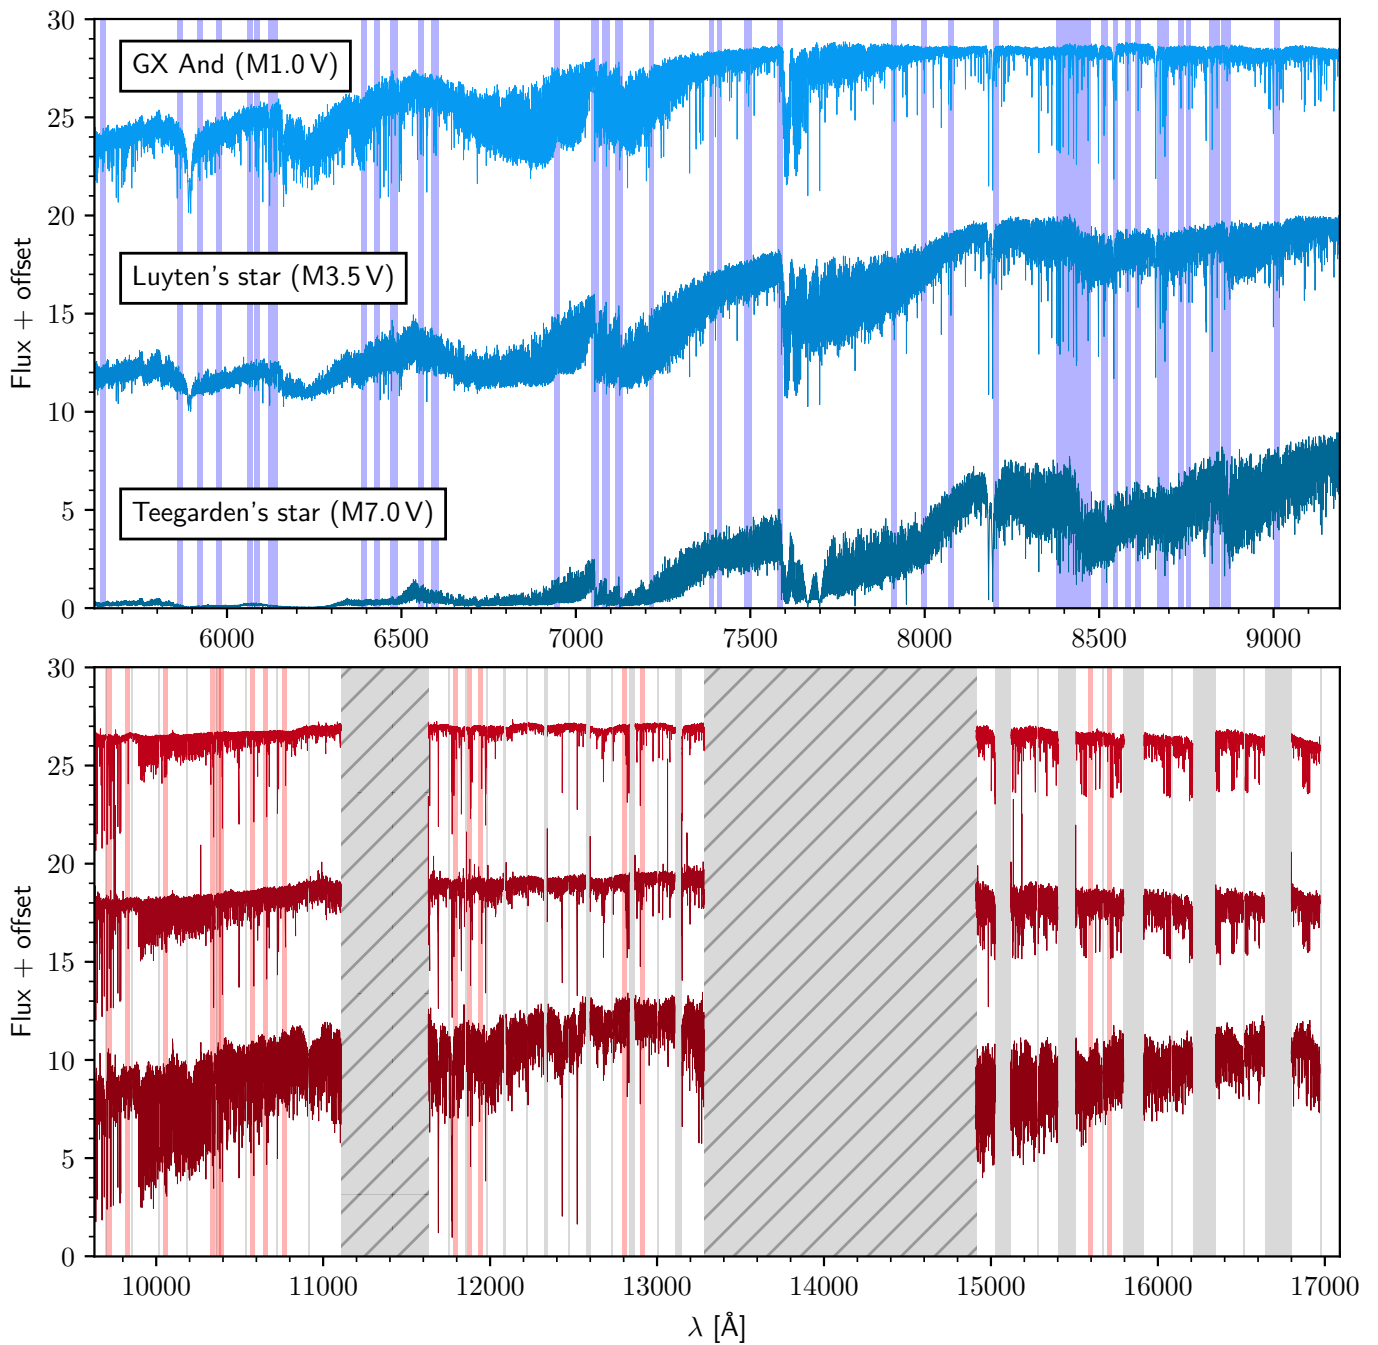 30
25
20
15
10
5
0
Flux + offset
GX And (M1.0 V)
Luyten's star (M3.5 V)
Teegarden's star (M7.0 V)
6000 6500 7000 7500 8000 8500 9000
30
25
20
15
10
5
0
Flux + offset
10000 11000 12000 13000 14000 15000 16000 17000
λ [Å]